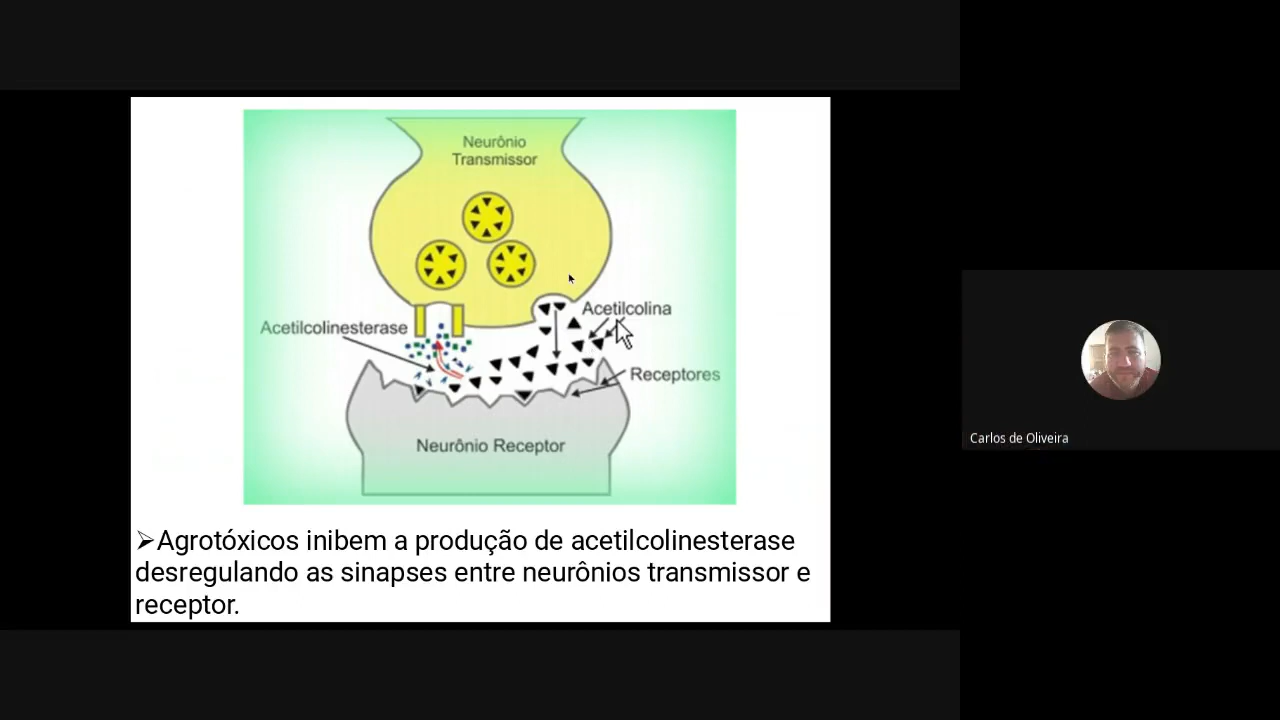 Neurônio
Transmissor
Acetilcolina
Acetilcolinesterase
Receptores
Neurônio Receptor
➢Agrotóxicos inibem a produção de acetilcolinesterase
desregulando as sinapses entre neurônios transmissor e
receptor.
Carlos de Oliveira